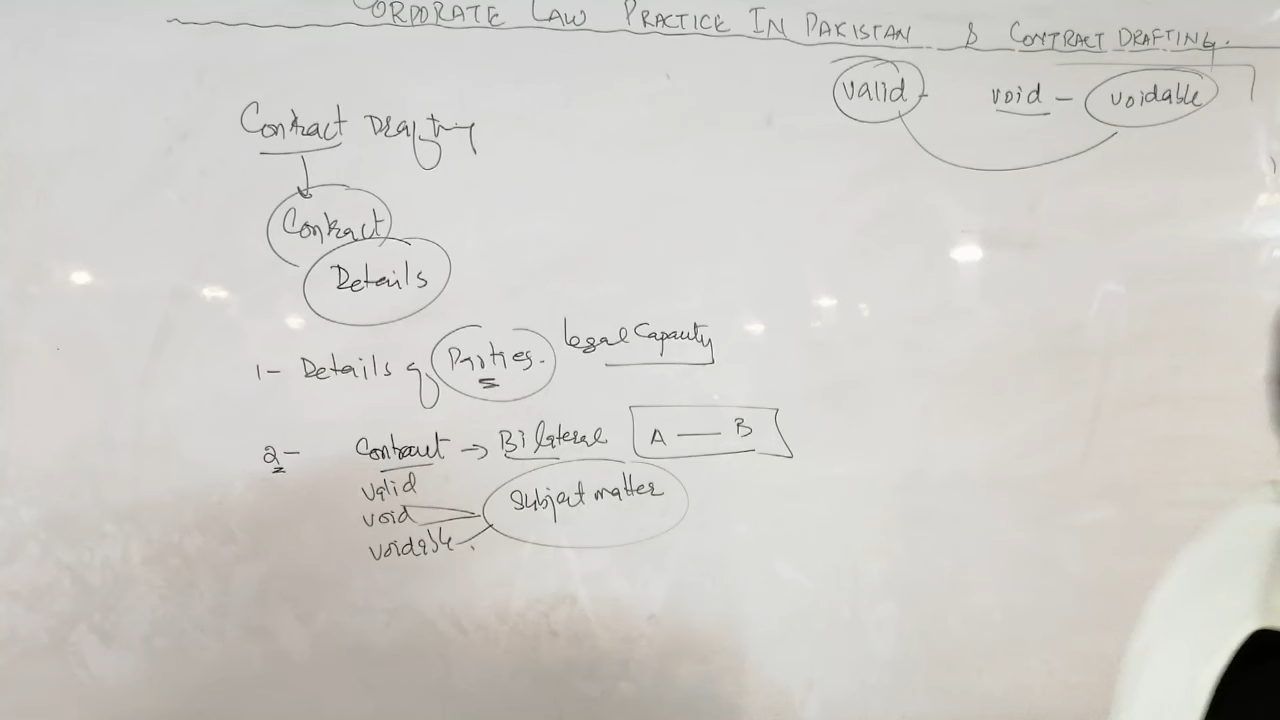 CORPORATE LAW PRACTICE IN PAKISTAN & CONTRACT DRAFTING.
valid - void - voidable
Contract Drafting
Contract
Details
1- Details of Parties. legal Capacity
2- Contract → Bilateral A — B
valid
void
voidable.
Subject matter